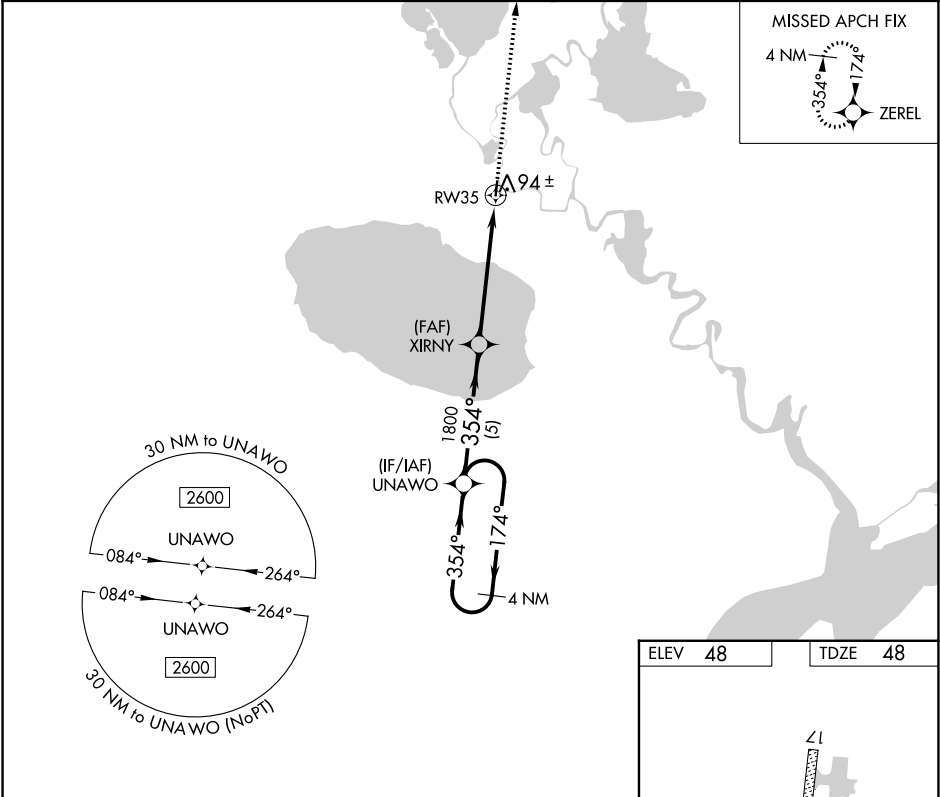 MISSED APCH FIX
4 NM
354°
174°
ZEREL
RW35
94 ±
(FAF)
XIRNY
1800
354°
(5)
(IF/IAF)
UNAWO
354°
174°
4 NM
30 NM to UNAWO
2600
UNAWO
084°
264°
084°
264°
UNAWO
2600
30 NM to UNAWO (NoPT)
ELEV 48
TDZE 48
17